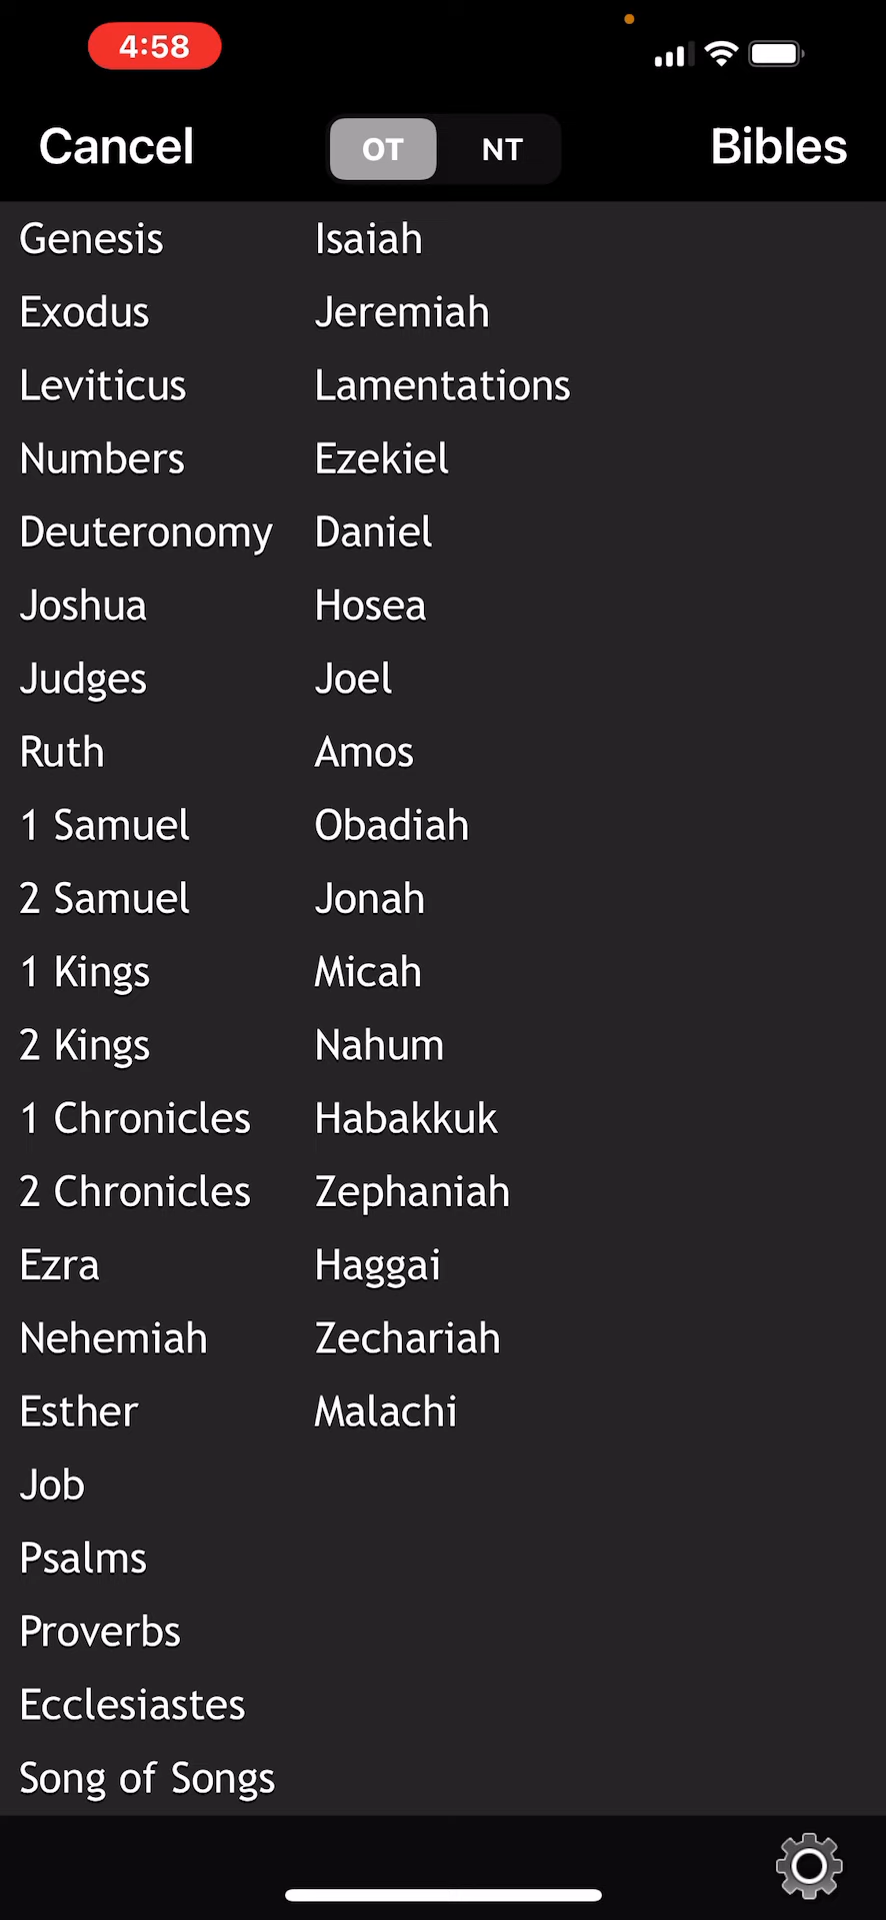 4:58
Cancel OT NT Bibles
Genesis
Exodus
Leviticus
Numbers
Deuteronomy
Joshua
Judges
Ruth
1 Samuel
2 Samuel
1 Kings
2 Kings
1 Chronicles
2 Chronicles
Ezra
Nehemiah
Esther
Job
Psalms
Proverbs
Ecclesiastes
Song of Songs
Isaiah
Jeremiah
Lamentations
Ezekiel
Daniel
Hosea
Joel
Amos
Obadiah
Jonah
Micah
Nahum
Habakkuk
Zephaniah
Haggai
Zechariah
Malachi